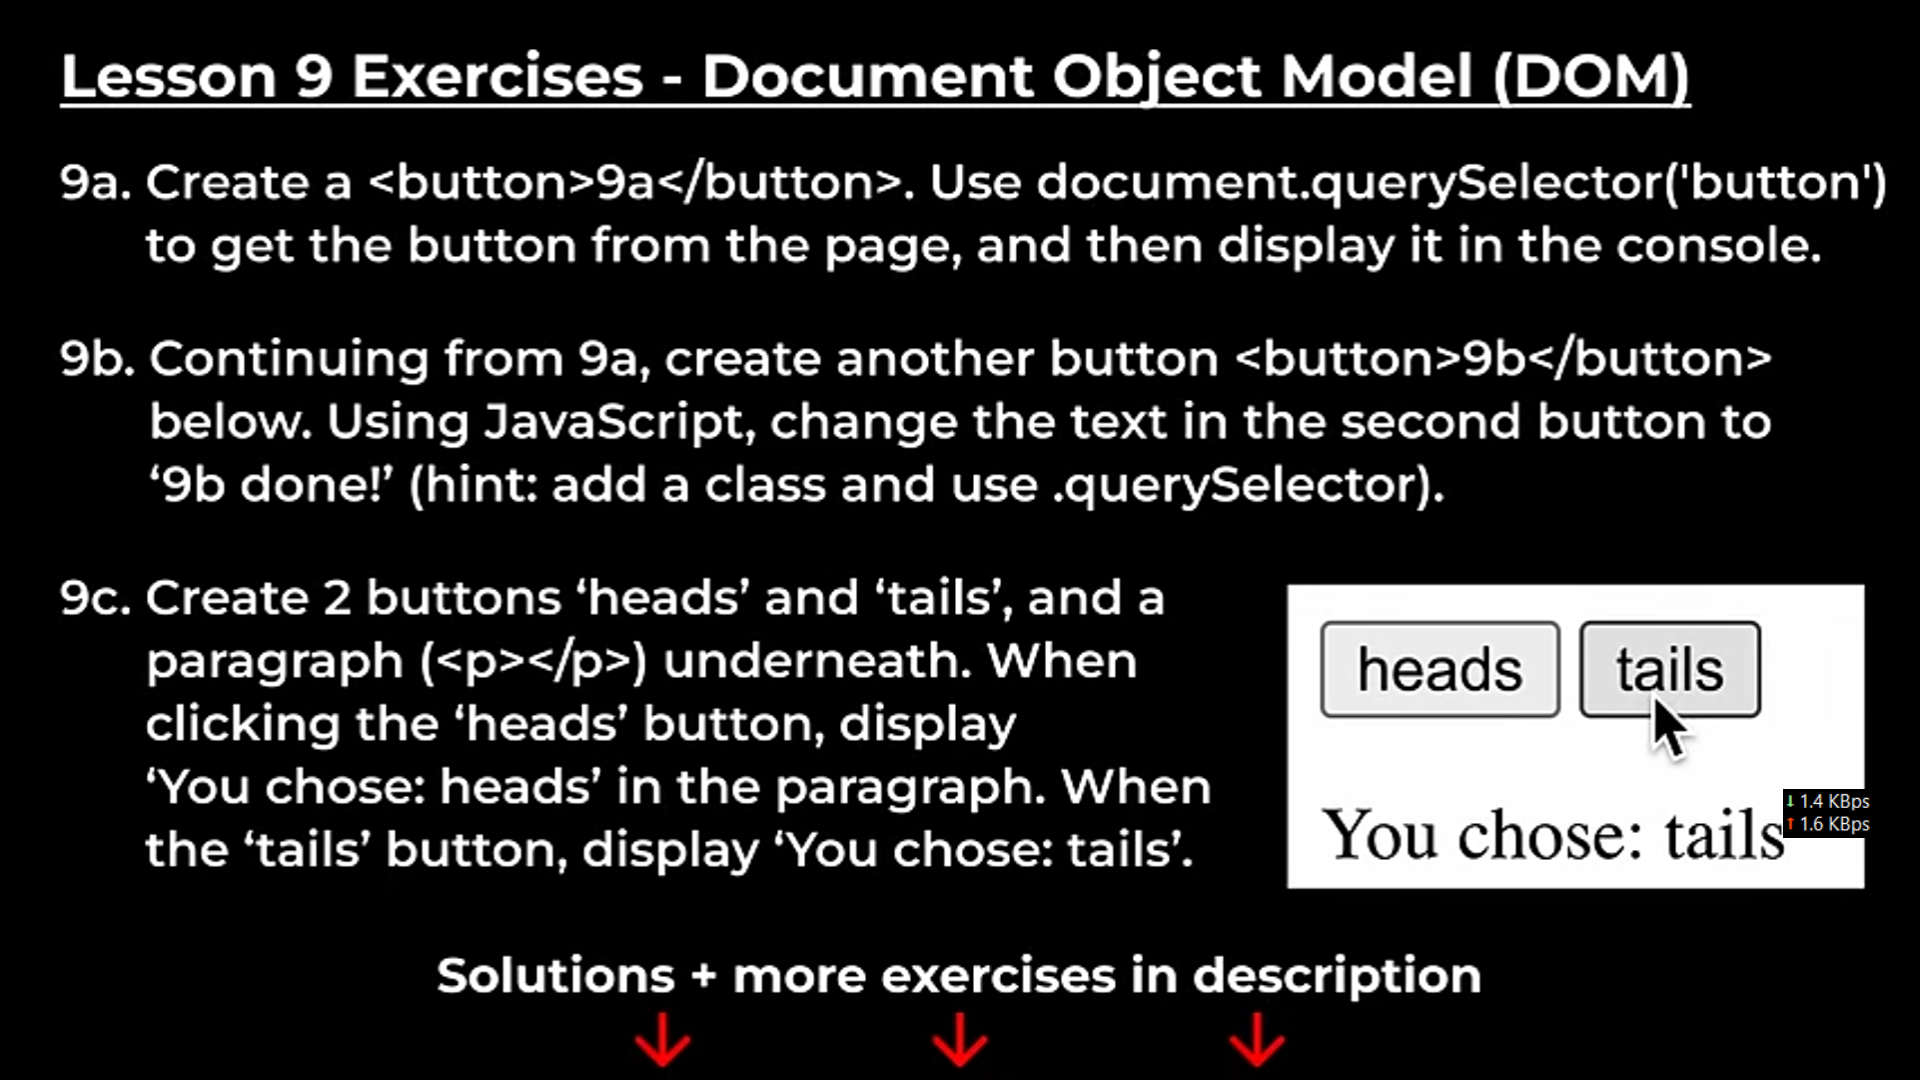 Lesson 9 Exercises - Document Object Model (DOM)
9a. Create a <button>9a</button>. Use document.querySelector('button')
to get the button from the page, and then display it in the console.
9b. Continuing from 9a, create another button <button>9b</button>
below. Using JavaScript, change the text in the second button to
‘9b done!’ (hint: add a class and use .querySelector).
9c. Create 2 buttons ‘heads’ and ‘tails’, and a
paragraph (<p></p>) underneath. When
clicking the ‘heads’ button, display
‘You chose: heads’ in the paragraph. When
the ‘tails’ button, display ‘You chose: tails’.
heads tails
You chose: tails
↓ 1.4 KBps
↑ 1.6 KBps
Solutions + more exercises in description